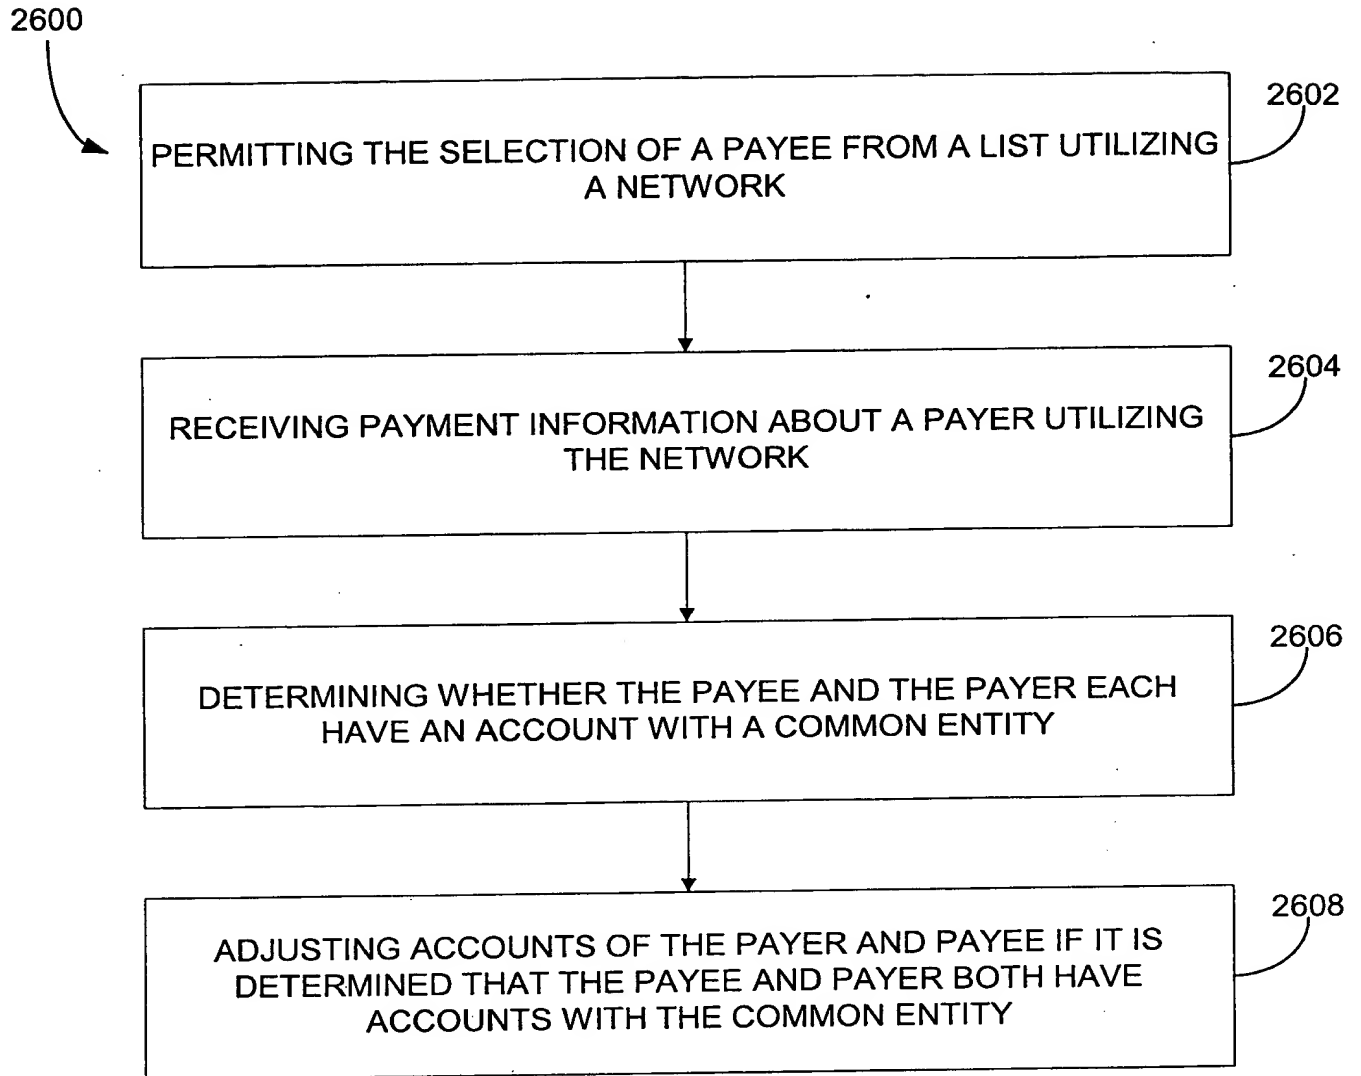 2600
2602
PERMITTING THE SELECTION OF A PAYEE FROM A LIST UTILIZING
A NETWORK
2604
RECEIVING PAYMENT INFORMATION ABOUT A PAYER UTILIZING
THE NETWORK
2606
DETERMINING WHETHER THE PAYEE AND THE PAYER EACH
HAVE AN ACCOUNT WITH A COMMON ENTITY
2608
ADJUSTING ACCOUNTS OF THE PAYER AND PAYEE IF IT IS
DETERMINED THAT THE PAYEE AND PAYER BOTH HAVE
ACCOUNTS WITH THE COMMON ENTITY